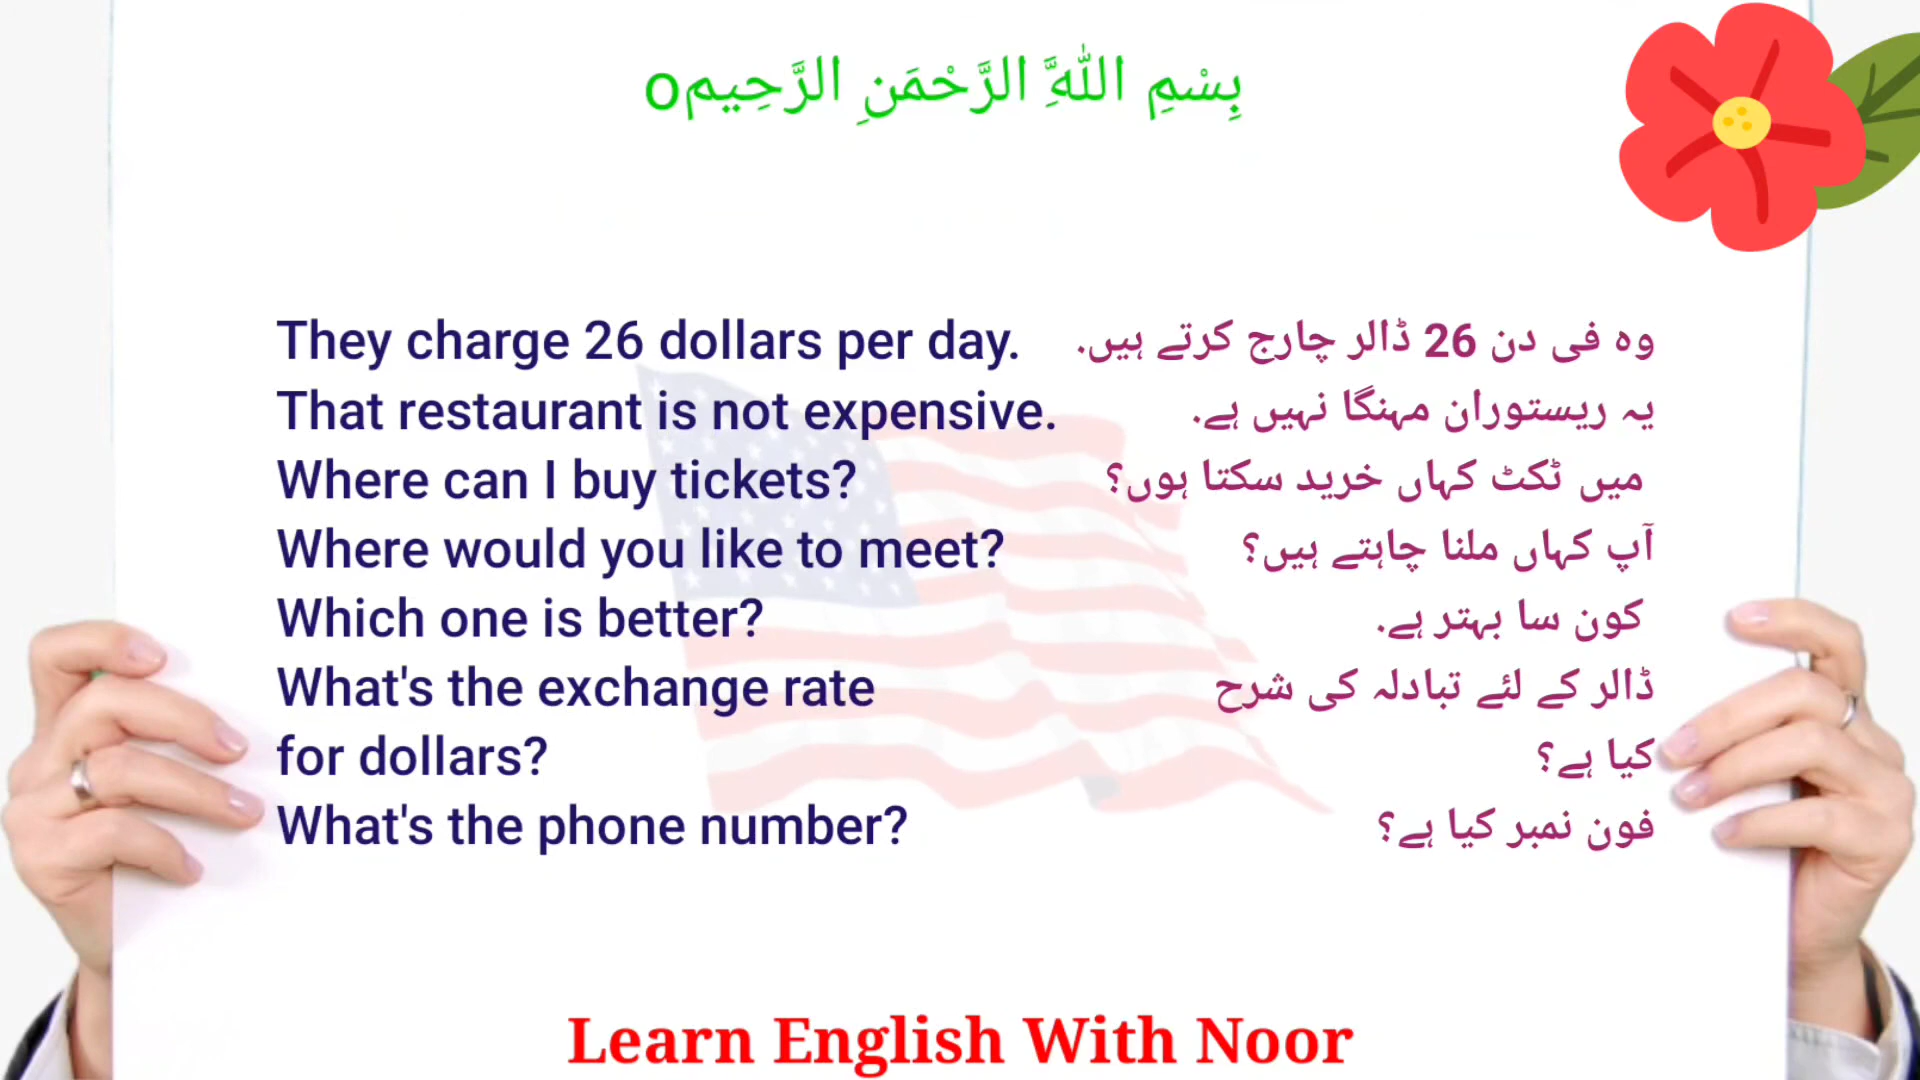 بِسْمِ اللّٰهِ الرَّحْمَنِ الرَّحِيمِo
They charge 26 dollars per day. وہ فی دن 26 ڈالر چارج کرتے ہیں.
That restaurant is not expensive. یہ ریستوران مہنگا نہیں ہے.
Where can I buy tickets? میں ٹکٹ کہاں خرید سکتا ہوں؟
Where would you like to meet? آپ کہاں ملنا چاہتے ہیں؟
Which one is better? کون سا بہتر ہے.
What's the exchange rate ڈالر کے لئے تبادلہ کی شرح
for dollars? کیا ہے؟
What's the phone number? فون نمبر کیا ہے؟
Learn English With Noor